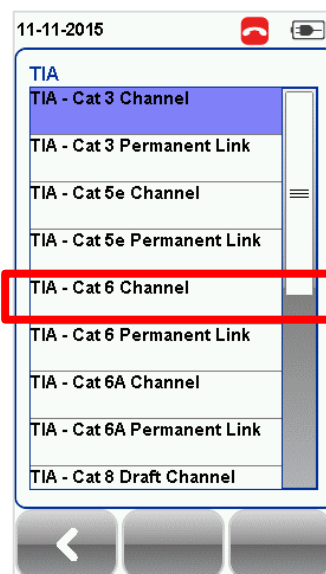 11-11-2015
TIA
TIA - Cat 3 Channel
TIA - Cat 3 Permanent Link
TIA - Cat 5e Channel
TIA - Cat 5e Permanent Link
TIA - Cat 6 Channel
TIA - Cat 6 Permanent Link
TIA - Cat 6A Channel
TIA - Cat 6A Permanent Link
TIA - Cat 8 Draft Channel